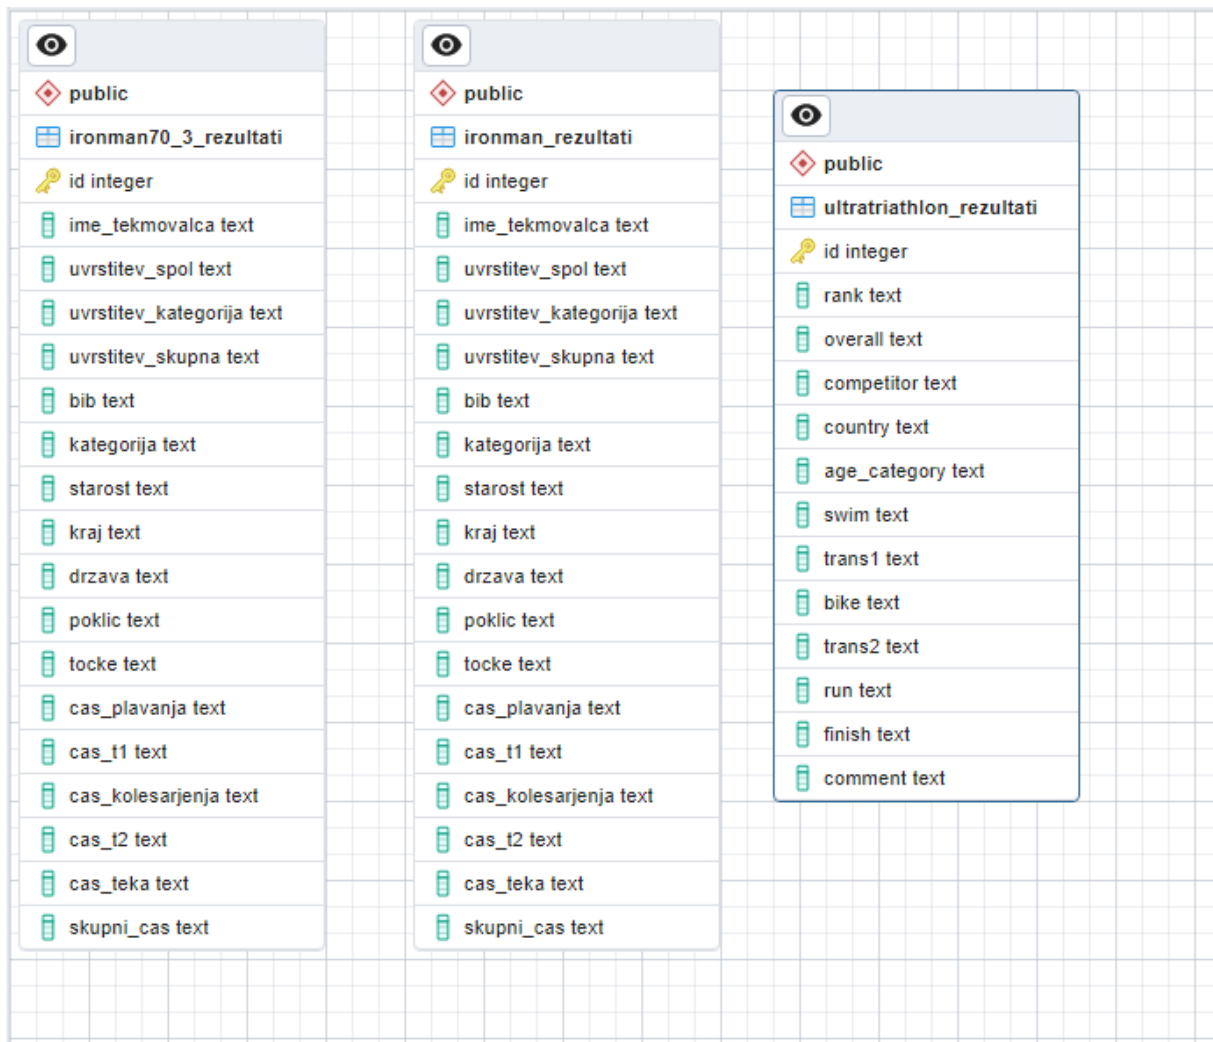 public
ironman70_3_rezultati
id integer
ime_tekmovalca text
uvrstitev_spol text
uvrstitev_kategorija text
uvrstitev_skupna text
bib text
kategorija text
starost text
kraj text
drzava text
poklic text
tocke text
cas_plavanja text
cas_t1 text
cas_kolesarjenja text
cas_t2 text
cas_teka text
skupni_cas text
public
ironman_rezultati
id integer
ime_tekmovalca text
uvrstitev_spol text
uvrstitev_kategorija text
uvrstitev_skupna text
bib text
kategorija text
starost text
kraj text
drzava text
poklic text
tocke text
cas_plavanja text
cas_t1 text
cas_kolesarjenja text
cas_t2 text
cas_teka text
skupni_cas text
public
ultratriathlon_rezultati
id integer
rank text
overall text
competitor text
country text
age_category text
swim text
trans1 text
bike text
trans2 text
run text
finish text
comment text